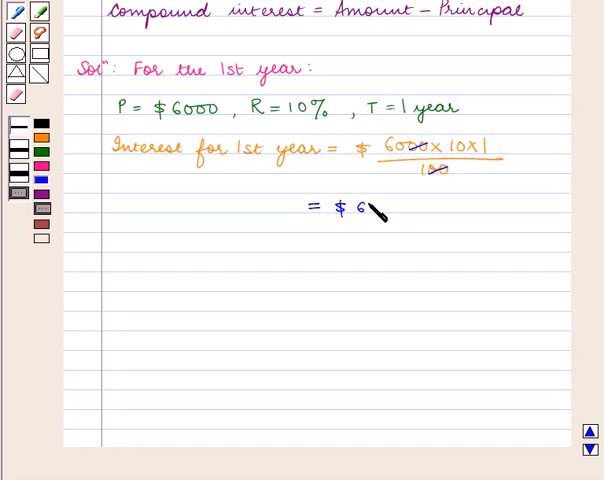 Compound interest = Amount - Principal
Solⁿ: For the 1st year:
P = $6000, R = 10%, T = 1 year
Interest for 1st year = $ 6000 × 10 × 1
100
= $ 6